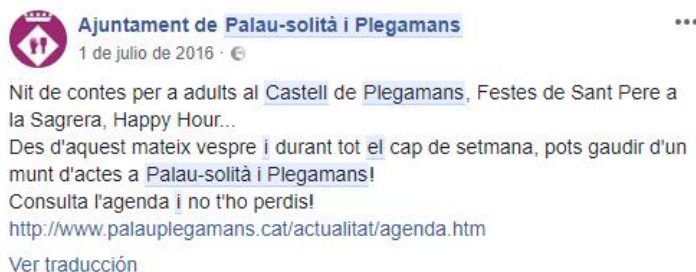 Ajuntament de Palau-solità i Plegamans
1 de julio de 2016 ·
Nit de contes per a adults al Castell de Plegamans, Festes de Sant Pere a
la Sagrera, Happy Hour...
Des d'aquest mateix vespre i durant tot el cap de setmana, pots gaudir d'un
munt d'actes a Palau-solità i Plegamans!
Consulta l'agenda i no t'ho perdis!
http://www.palauplegamans.cat/actualitat/agenda.htm
Ver traducción